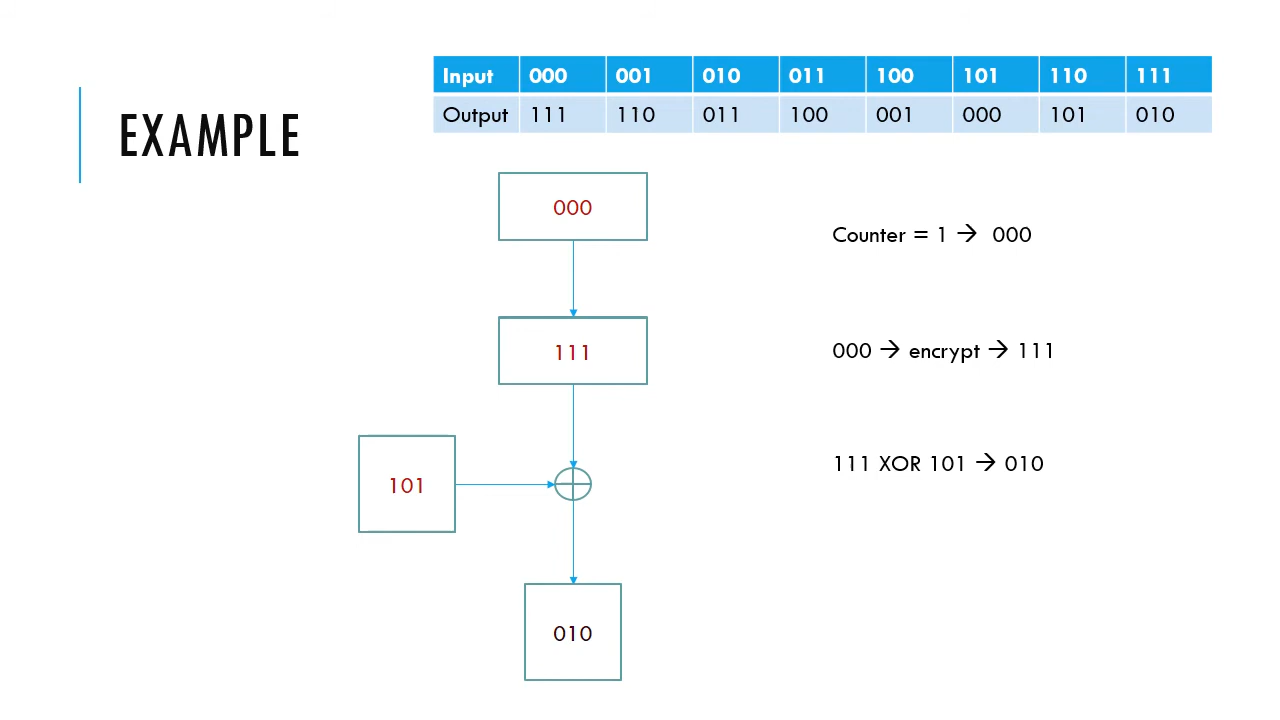 EXAMPLE
Input 000 001 010 011 100 101 110 111
Output 111 110 011 100 001 000 101 010
000
Counter = 1 → 000
111
000 → encrypt → 111
111 XOR 101 → 010
101
010